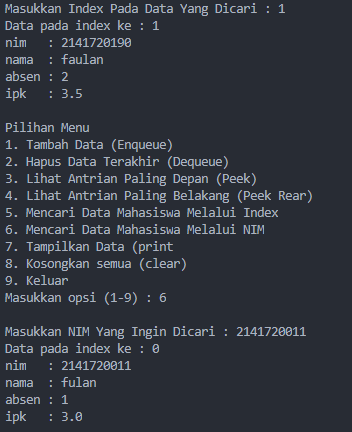 Masukkan Index Pada Data Yang Dicari : 1
Data pada index ke : 1
nim   : 2141720190
nama  : faulan
absen : 2
ipk   : 3.5

Pilihan Menu
1. Tambah Data (Enqueue)
2. Hapus Data Terakhir (Dequeue)
3. Lihat Antrian Paling Depan (Peek)
4. Lihat Antrian Paling Belakang (Peek Rear)
5. Mencari Data Mahasiswa Melalui Index
6. Mencari Data Mahasiswa Melalui NIM
7. Tampilkan Data (print
8. Kosongkan semua (clear)
9. Keluar
Masukkan opsi (1-9) : 6

Masukkan NIM Yang Ingin Dicari : 2141720011
Data pada index ke : 0
nim   : 2141720011
nama  : fulan
absen : 1
ipk   : 3.0